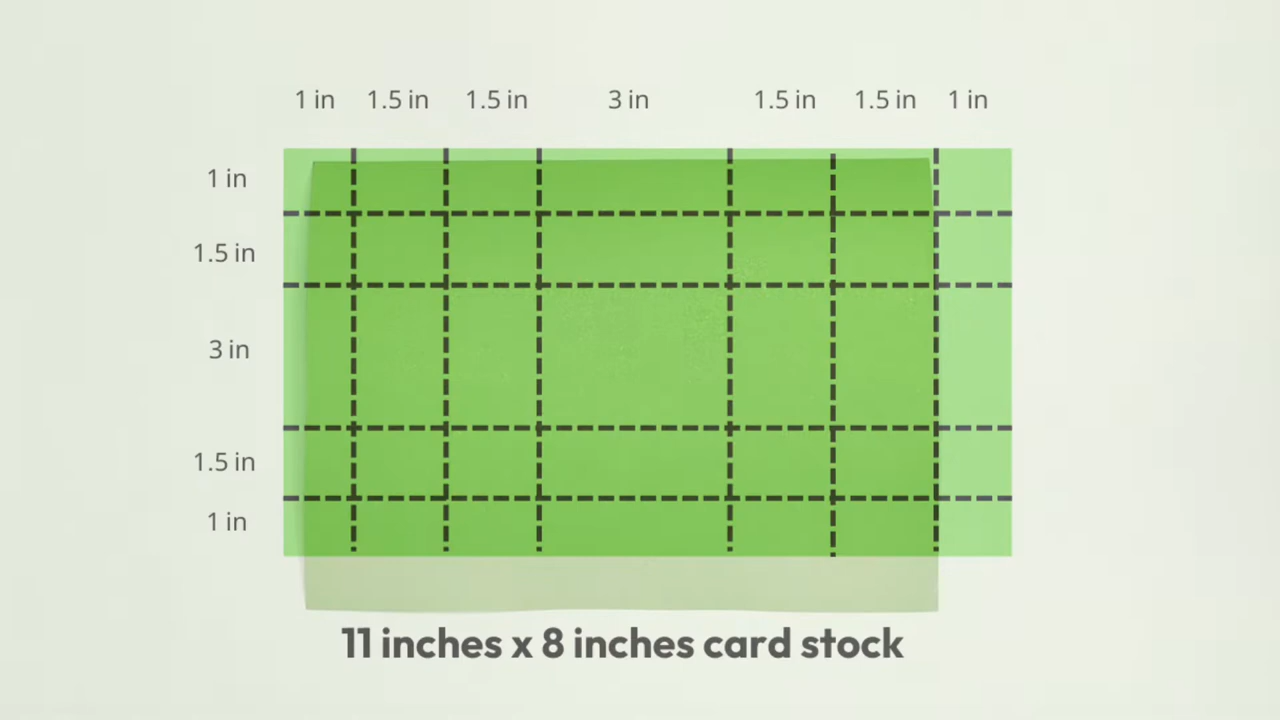 1 in 1.5 in 1.5 in 3 in 1.5 in 1.5 in 1 in
1 in
1.5 in
3 in
1.5 in
1 in
11 inches x 8 inches card stock